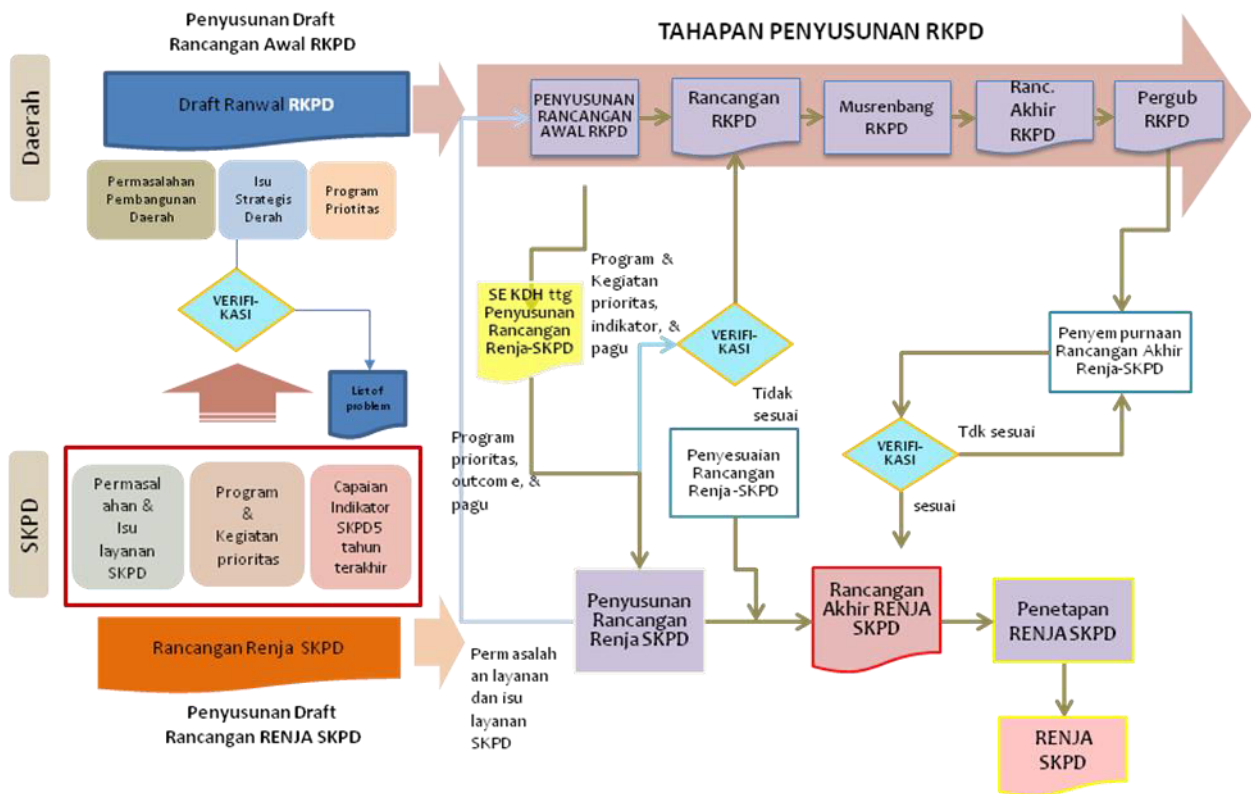 Penyusunan Draft
Rancangan Awal RKPD
TAHAPAN PENYUSUNAN RKPD
Daerah
Draft Ranwal RKPD
PENYUSUNAN
RANCANGAN
AWAL RKPD
Rancangan
RKPD
Musrenbang
RKPD
Ranc.
Akhir
RKPD
Pergub
RKPD
Permasalahan
Pembangunan
Daerah
Isu
Strategis
Derah
Program
Priotitas
VERIFI-
KASI
List of
problem
SE KDH ttg
Penyusunan
Rancangan
Renja-SKPD
Program &
Kegiatan
prioritas,
indikator, &
pagu
VERIFI-
KASI
Tidak
sesuai
Penyem purnaan
Rancangan Akhir
Renja-SKPD
VERIFI-
KASI
Tdk sesuai
sesuai
SKPD
Permasal
ahan &
Isu
layanan
SKPD
Program
&
Kegiatan
prioritas
Capaian
Indikator
SKPD5
tahun
terakhir
Program
prioritas,
outcom e, &
pagu
Penyesuaian
Rancangan
Renja-SKPD
Penyusunan
Rancangan
Renja SKPD
Rancangan
Akhir RENJA
SKPD
Penetapan
RENJA SKPD
Rancangan Renja SKPD
Permasalah
an layanan
dan isu
layanan
SKPD
Penyusunan Draft
Rancangan RENJA SKPD
RENJA
SKPD